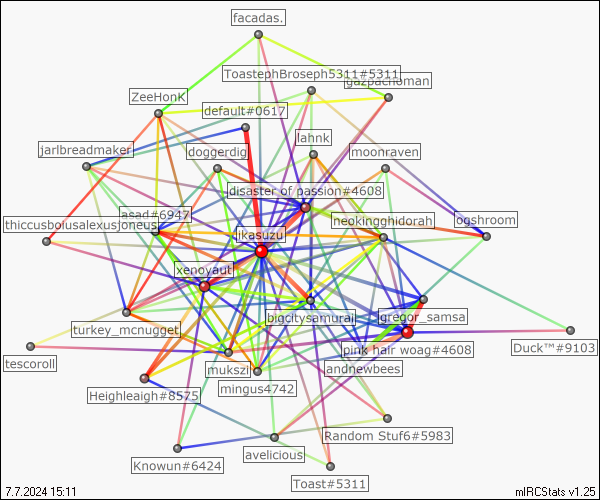 facadas.
ToastephBroseph5311#5311
gazpachoman
ZeeHonK
default#0617
lahnk
jarlbreadmaker
doggerdig
moonraven
disaster of passion#4608
asad#6947
neokingghidorah
ogshroom
thiccusboiusalexusjoneus
likasuzu
xenoyaut
bigcitysamurai
gregor_samsa
turkey_mcnugget
pink hair woag#4608
Duck™#9103
tescoroll
mukszi
andnewbees
mingus4742
Heighleaigh#8575
Random Stuf6#5983
avelicious
Knowun#6424
Toast#5311
7.7.2024 15:11
mIRCStats v1.25